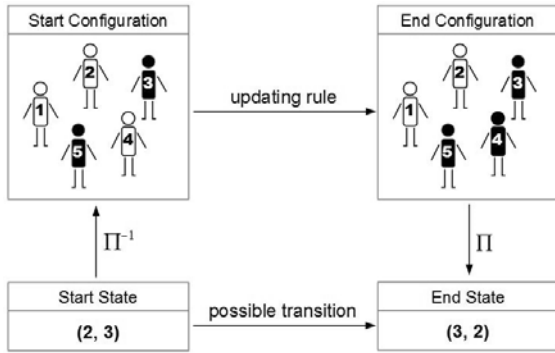 Start Configuration
End Configuration
2
3
1
4
5
updating rule
2
3
1
4
5
Π⁻¹
Π
Start State
(2, 3)
possible transition
End State
(3, 2)